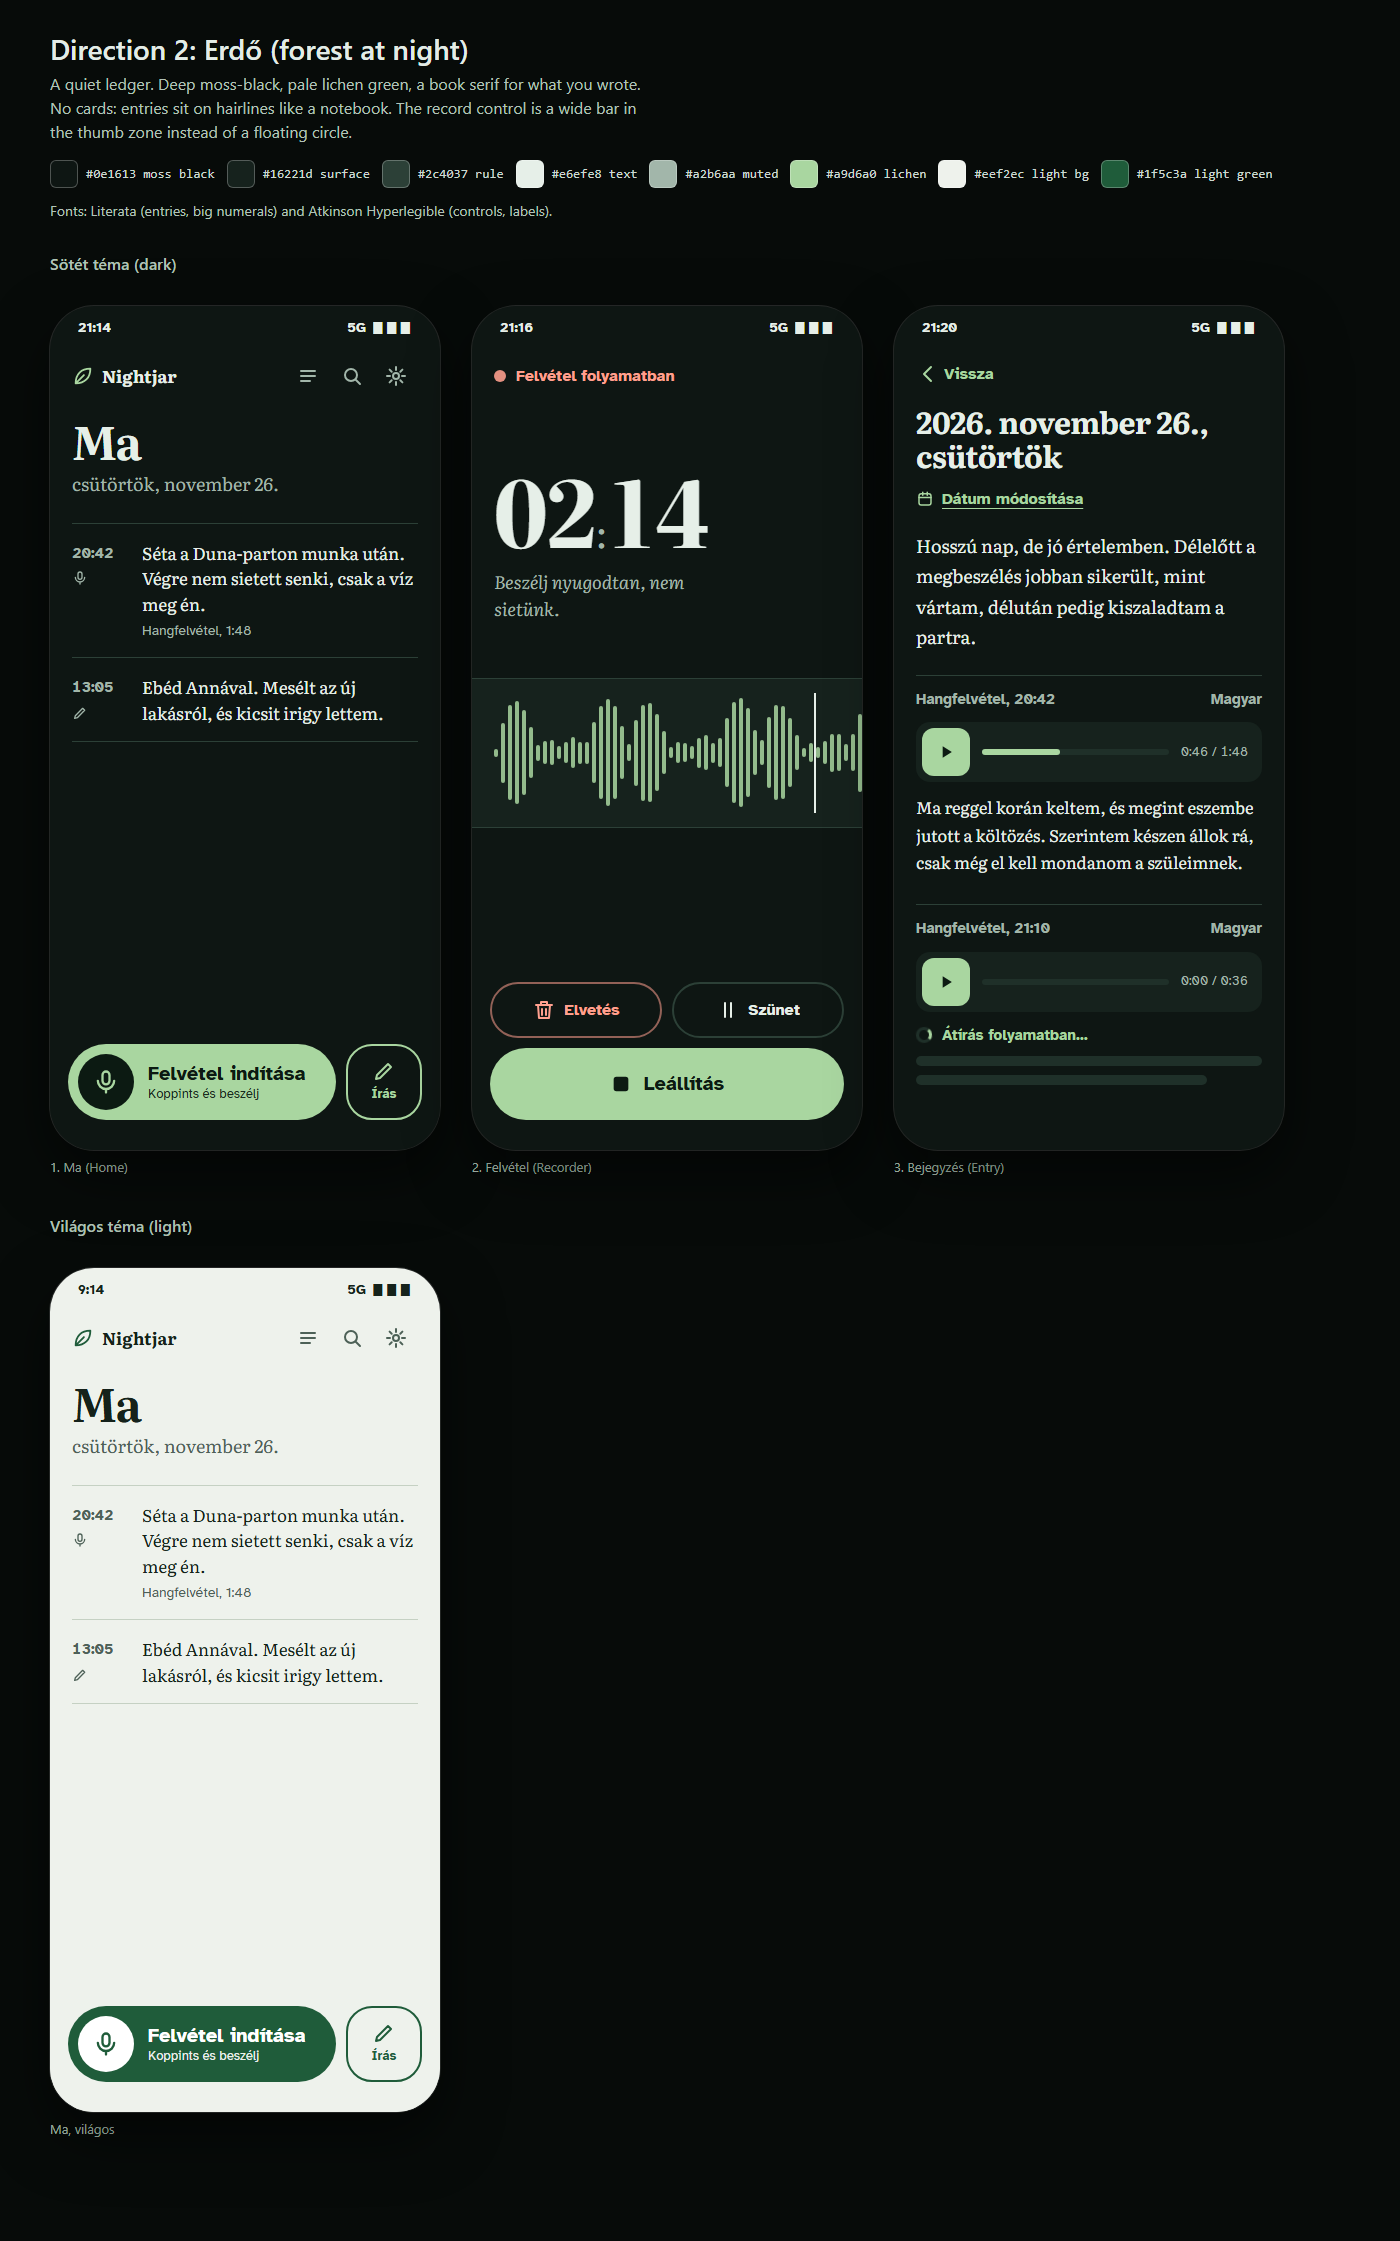 Direction 2: Erdő (forest at night)
A quiet ledger. Deep moss-black, pale lichen green, a book serif for what you wrote.
No cards: entries sit on hairlines like a notebook. The record control is a wide bar in
the thumb zone instead of a floating circle.
#0e1613 moss black #16221d surface #2c4037 rule #e6efe8 text #a2b6aa muted #a9d6a0 lichen #eef2ec light bg #1f5c3a light green
Fonts: Literata (entries, big numerals) and Atkinson Hyperlegible (controls, labels).
Sötét téma (dark)
21:14 5G
Nightjar
Ma
csütörtök, november 26.
20:42
Séta a Duna-parton munka után.
Végre nem sietett senki, csak a víz
meg én.
Hangfelvétel, 1:48
13:05
Ebéd Annával. Mesélt az új
lakásról, és kicsit irigy lettem.
Felvétel indítása
Koppints és beszélj
Írás
1. Ma (Home)
21:16 5G
Felvétel folyamatban
02:14
Beszélj nyugodtan, nem
sietünk.
Elvetés
Szünet
Leállítás
2. Felvétel (Recorder)
21:20 5G
Vissza
2026. november 26.,
csütörtök
Dátum módosítása
Hosszú nap, de jó értelemben. Délelőtt a
megbeszélés jobban sikerült, mint
vártam, délután pedig kiszaladtam a
partra.
Hangfelvétel, 20:42 Magyar
0:46 / 1:48
Ma reggel korán keltem, és megint eszembe
jutott a költözés. Szerintem készen állok rá,
csak még el kell mondanom a szüleimnek.
Hangfelvétel, 21:10 Magyar
0:00 / 0:36
Átírás folyamatban...
3. Bejegyzés (Entry)
Világos téma (light)
9:14 5G
Nightjar
Ma
csütörtök, november 26.
20:42
Séta a Duna-parton munka után.
Végre nem sietett senki, csak a víz
meg én.
Hangfelvétel, 1:48
13:05
Ebéd Annával. Mesélt az új
lakásról, és kicsit irigy lettem.
Felvétel indítása
Koppints és beszélj
Írás
Ma, világos